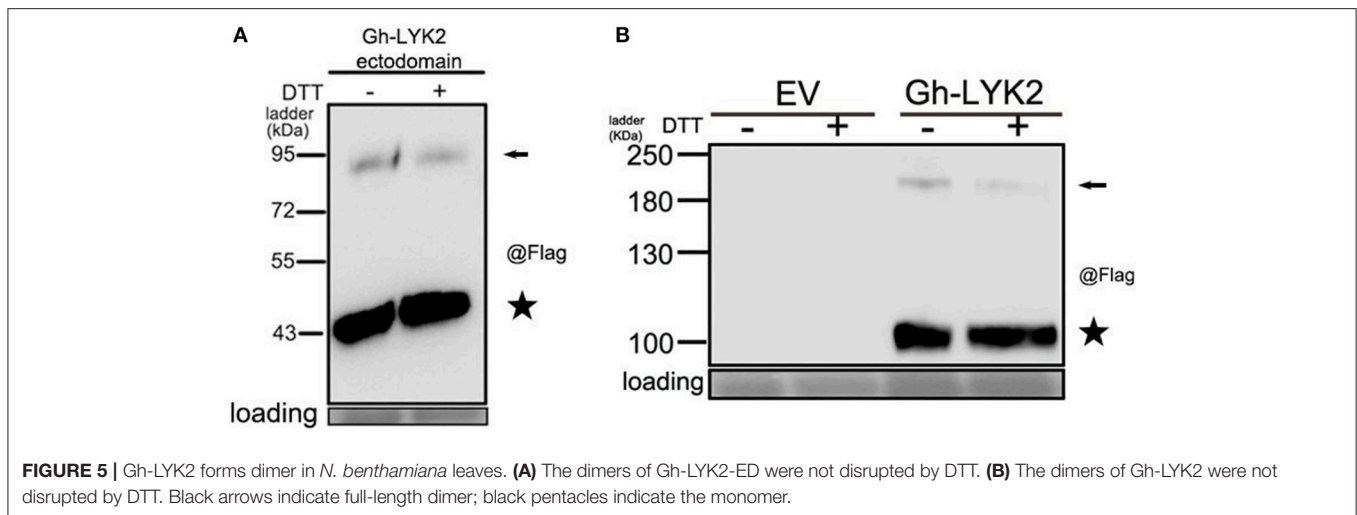 A
Gh-LYK2
ectodomain
DTT - +
ladder
(kDa)
95
72
55
43
@Flag
loading
B
EV Gh-LYK2
ladder
(KDa) DTT - + - +
250
180
130
100
@Flag
loading
FIGURE 5 | Gh-LYK2 forms dimer in N. benthamiana leaves. (A) The dimers of Gh-LYK2-ED were not disrupted by DTT. (B) The dimers of Gh-LYK2 were not
disrupted by DTT. Black arrows indicate full-length dimer; black pentacles indicate the monomer.